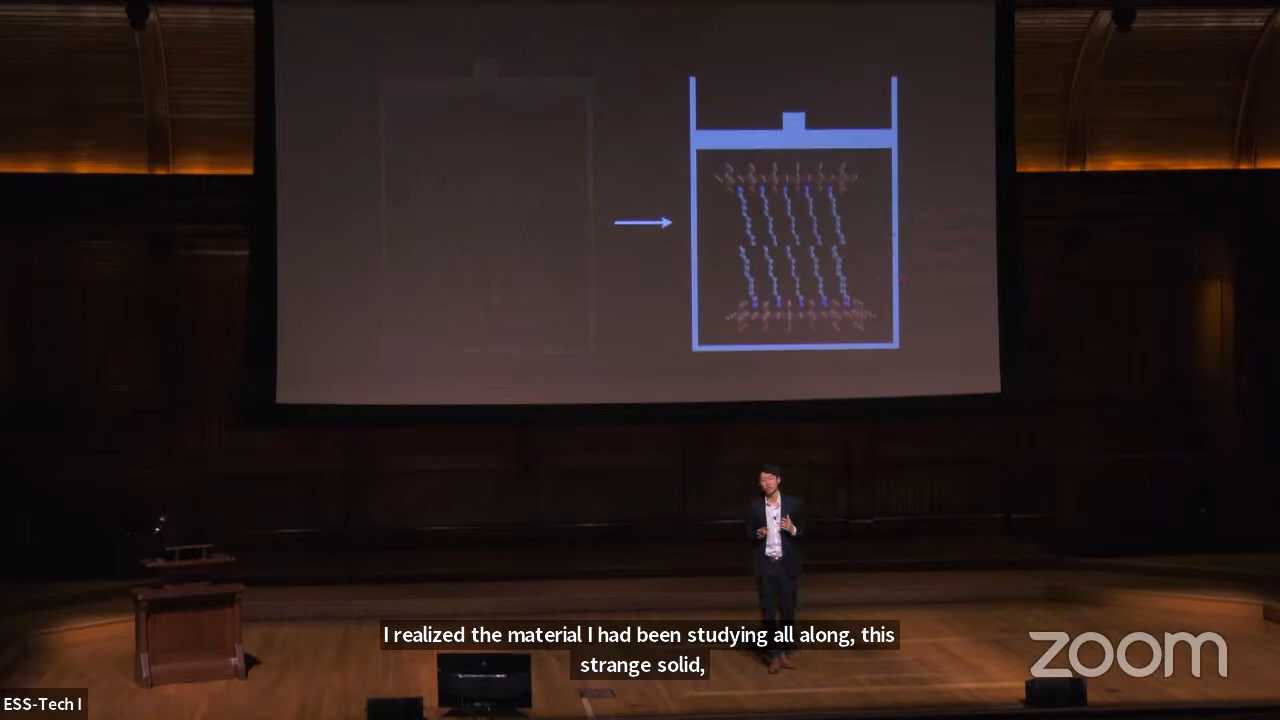 I realized the material I had been studying all along, this
strange solid,
zoom
ESS-Tech I